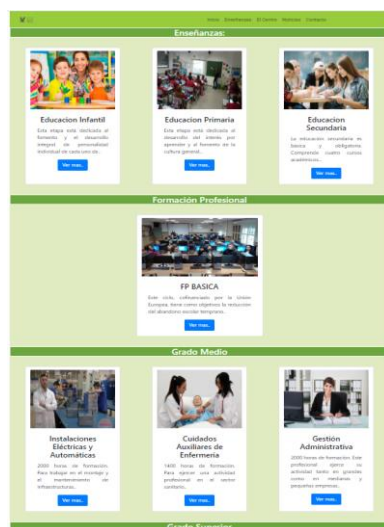 Inicio Enseñanzas El Centro Noticias Contacto
Enseñanzas:
Educacion Infantil
Esta etapa está dedicada al
fomento y el desarrollo
integral de personalidad
individual de cada uno de...
Ver mas..
Educacion Primaria
Esta etapa está dedicada al
desarrollo del interés por
aprender y al fomento de la
cultura general...
Ver mas..
Educacion
Secundaria
La educación secundaria es
básica y obligatoria.
Comprende cuatro cursos
académicos...
Ver mas..
Formación Profesional
FP BASICA
Este ciclo, cofinanciado por la Unión
Europea, tiene como objetivos la reducción
del abandono escolar temprano..
Ver mas..
Grado Medio
Instalaciones
Eléctricas y
Automáticas
2000 horas de formación.
Para trabajar en el montaje y
el mantenimiento de
infraestructuras..
Ver mas..
Cuidados
Auxiliares de
Enfermería
1400 horas de formación.
Para ejercer una actividad
profesional en el sector
sanitario..
Ver mas..
Gestión
Administrativa
2000 horas de formación. Este
profesional ejerce su
actividad tanto en grandes
como en medianas y
pequeñas empresas..
Ver mas..
Grado Superior